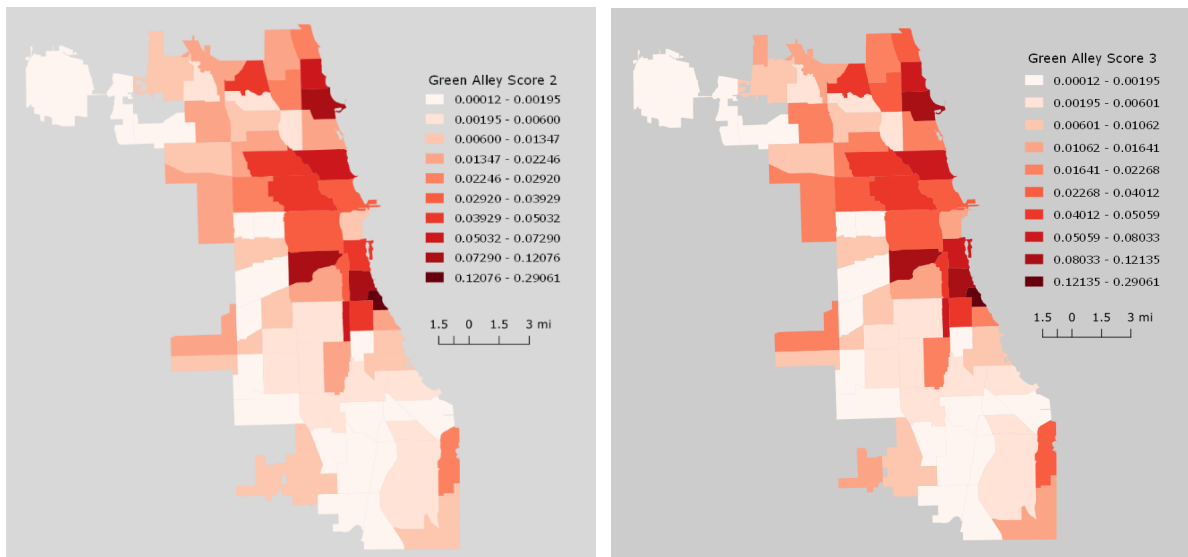 Green Alley Score 2
0.00012 - 0.00195
0.00195 - 0.00600
0.00600 - 0.01347
0.01347 - 0.02246
0.02246 - 0.02920
0.02920 - 0.03929
0.03929 - 0.05032
0.05032 - 0.07290
0.07290 - 0.12076
0.12076 - 0.29061
1.5 0 1.5 3 mi
Green Alley Score 3
0.00012 - 0.00195
0.00195 - 0.00601
0.00601 - 0.01062
0.01062 - 0.01641
0.01641 - 0.02268
0.02268 - 0.04012
0.04012 - 0.05059
0.05059 - 0.08033
0.08033 - 0.12135
0.12135 - 0.29061
1.5 0 1.5 3 mi